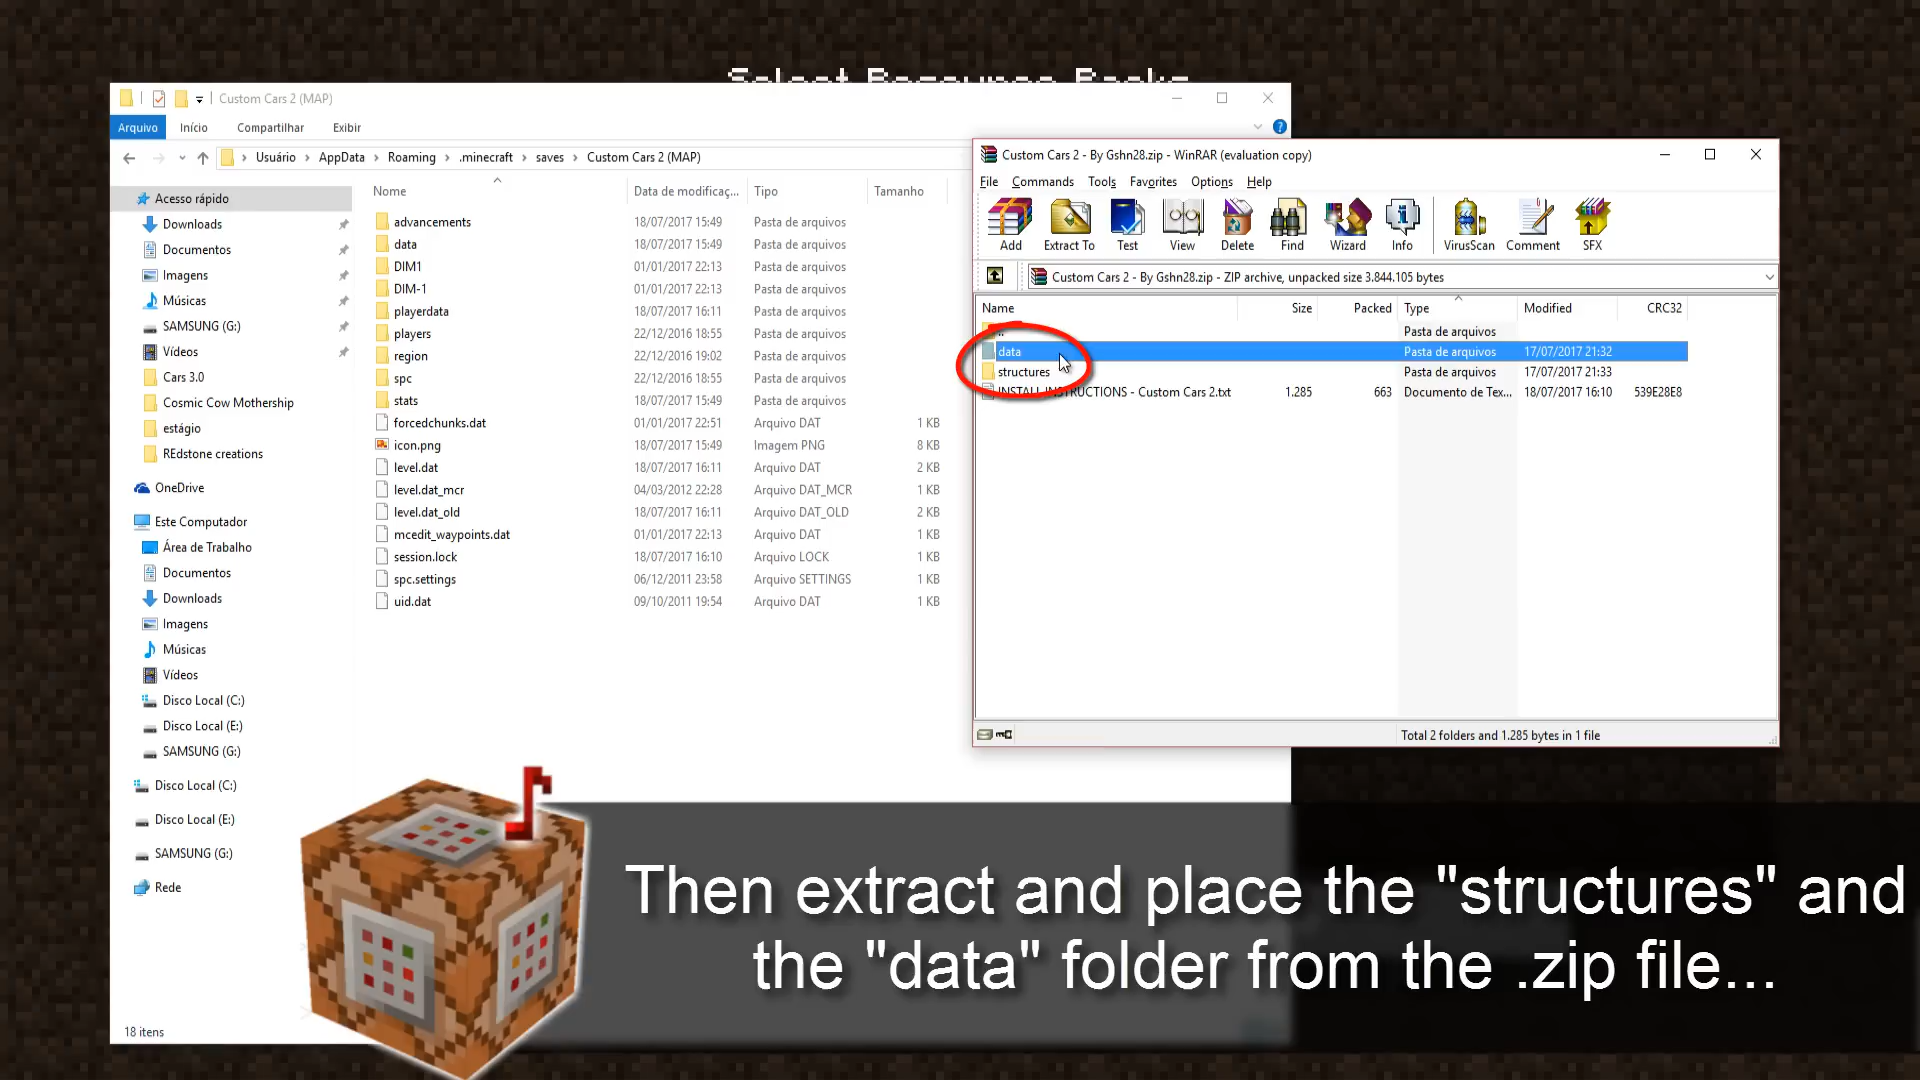 Select Resource Packs
Custom Cars 2 (MAP)
Arquivo Início Compartilhar Exibir
Usuário AppData Roaming .minecraft saves Custom Cars 2 (MAP)
Acesso rápido
Downloads
Documentos
Imagens
Músicas
SAMSUNG (G:)
Vídeos
Cars 3.0
Cosmic Cow Mothership
estágio
REdstone creations
OneDrive
Este Computador
Área de Trabalho
Documentos
Downloads
Imagens
Músicas
Vídeos
Disco Local (C:)
Disco Local (E:)
SAMSUNG (G:)
Disco Local (C:)
Disco Local (E:)
SAMSUNG (G:)
Rede
18 itens
Nome Data de modificaç... Tipo Tamanho
advancements 18/07/2017 15:49 Pasta de arquivos
data 18/07/2017 15:49 Pasta de arquivos
DIM1 01/01/2017 22:13 Pasta de arquivos
DIM-1 01/01/2017 22:13 Pasta de arquivos
playerdata 18/07/2017 16:11 Pasta de arquivos
players 22/12/2016 18:55 Pasta de arquivos
region 22/12/2016 19:02 Pasta de arquivos
spc 22/12/2016 18:55 Pasta de arquivos
stats 18/07/2017 15:49 Pasta de arquivos
forcedchunks.dat 01/01/2017 22:51 Arquivo DAT 1 KB
icon.png 18/07/2017 15:49 Imagem PNG 8 KB
level.dat 18/07/2017 16:11 Arquivo DAT 2 KB
level.dat_mcr 04/03/2012 22:28 Arquivo DAT_MCR 1 KB
level.dat_old 18/07/2017 16:11 Arquivo DAT_OLD 2 KB
mcedit_waypoints.dat 01/01/2017 22:13 Arquivo DAT 1 KB
session.lock 18/07/2017 16:10 Arquivo LOCK 1 KB
spc.settings 06/12/2011 23:58 Arquivo SETTINGS 1 KB
uid.dat 09/10/2011 19:54 Arquivo DAT 1 KB
Custom Cars 2 - By Gshn28.zip - WinRAR (evaluation copy)
File Commands Tools Favorites Options Help
Add Extract To Test View Delete Find Wizard Info VirusScan Comment SFX
Custom Cars 2 - By Gshn28.zip - ZIP archive, unpacked size 3.844.105 bytes
Name Size Packed Type Modified CRC32
.. Pasta de arquivos
data Pasta de arquivos 17/07/2017 21:32
structures Pasta de arquivos 17/07/2017 21:33
INSTALL INSTRUCTIONS - Custom Cars 2.txt 1.285 663 Documento de Tex... 18/07/2017 16:10 539E28E8
Total 2 folders and 1.285 bytes in 1 file
Then extract and place the "structures" and
the "data" folder from the .zip file...